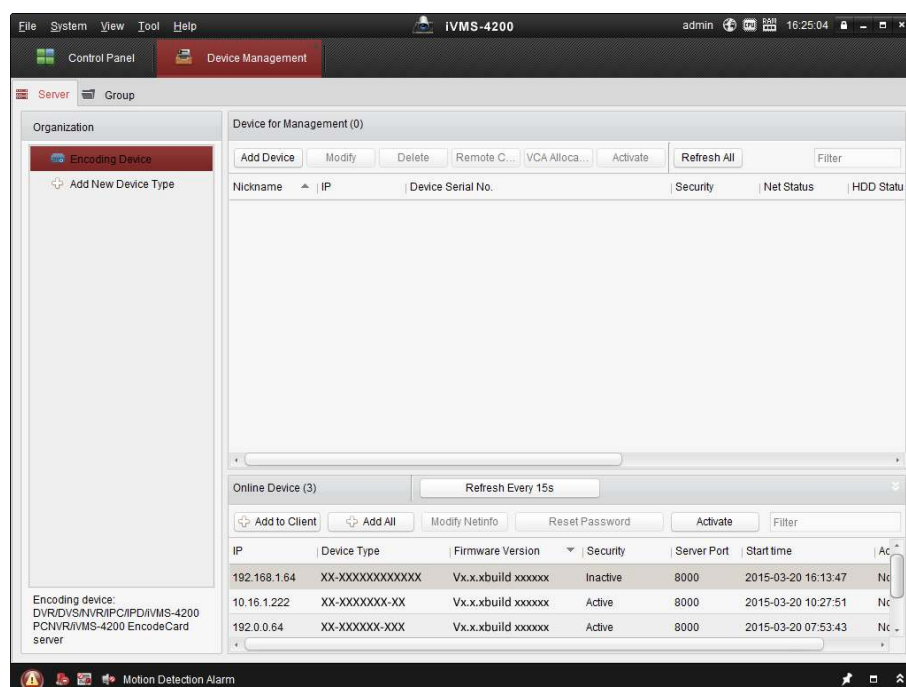 File System View Tool Help iVMS-4200 admin CPU RAM 16:25:04
Control Panel Device Management
Server Group
Organization
Encoding Device
Add New Device Type
Encoding device:
DVR/DVS/NVR/IPC/IPD/iVMS-4200
PCNVR/iVMS-4200 EncodeCard
server
Device for Management (0)
Add Device Modify Delete Remote C... VCA Alloca... Activate Refresh All Filter
Nickname IP Device Serial No. Security Net Status HDD Statu
Online Device (3) Refresh Every 15s
Add to Client Add All Modify Netinfo Reset Password Activate Filter
IP Device Type Firmware Version Security Server Port Start time Ac
192.168.1.64 XX-XXXXXXXXXXXX Vx.x.xbuild xxxxxx Inactive 8000 2015-03-20 16:13:47 Nc
10.16.1.222 XX-XXXXXXX-XX Vx.x.xbuild xxxxxx Active 8000 2015-03-20 10:27:51 Nc
192.0.0.64 XX-XXXXXX-XXX Vx.x.xbuild xxxxxx Active 8000 2015-03-20 07:53:43 Nc
Motion Detection Alarm